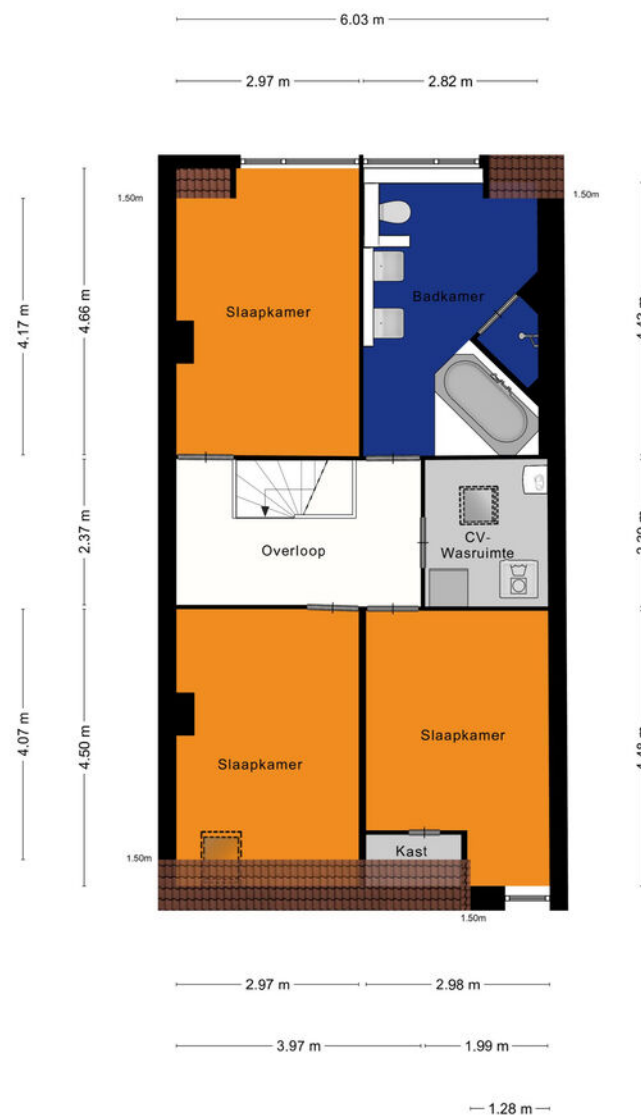 6.03 m
2.97 m
2.82 m
1.50m
1.50m
4.17 m
4.66 m
Slaapkamer
Badkamer
2.37 m
Overloop
CV-
Wasruimte
4.07 m
4.50 m
Slaapkamer
Slaapkamer
Kast
1.50m
1.50m
2.97 m
2.98 m
3.97 m
1.99 m
1.28 m